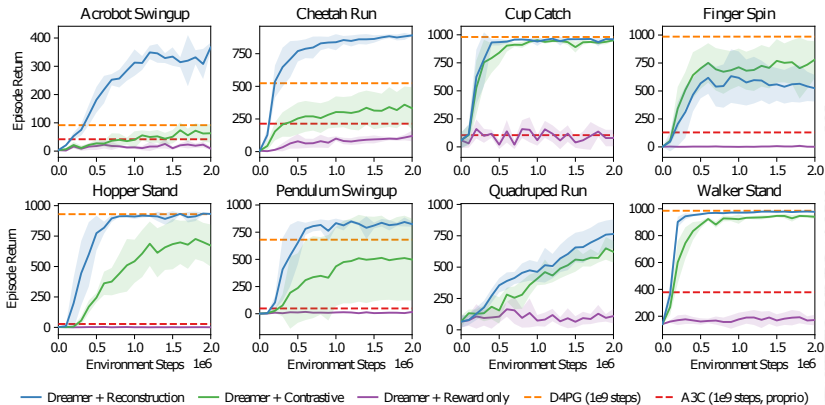 Acrobot Swingup Cheetah Run Cup Catch Finger Spin
Episode Return
400
300
200
100
0
0.0 0.5 1.0 1.5 2.0
750
500
250
0
0.0 0.5 1.0 1.5 2.0
1000
750
500
250
0
0.0 0.5 1.0 1.5 2.0
1000
750
500
250
0
0.0 0.5 1.0 1.5 2.0
Hopper Stand Pendulum Swingup Quadruped Run Walker Stand
Episode Return
1000
750
500
250
0
0.0 0.5 1.0 1.5 2.0
Environment Steps 1e6
1000
750
500
250
0
0.0 0.5 1.0 1.5 2.0
Environment Steps 1e6
1000
750
500
250
0
0.0 0.5 1.0 1.5 2.0
Environment Steps 1e6
1000
800
600
400
200
0.0 0.5 1.0 1.5 2.0
Environment Steps 1e6
Dreamer + Reconstruction Dreamer + Contrastive Dreamer + Reward only D4PG (1e9 steps) A3C (1e9 steps, proprio)